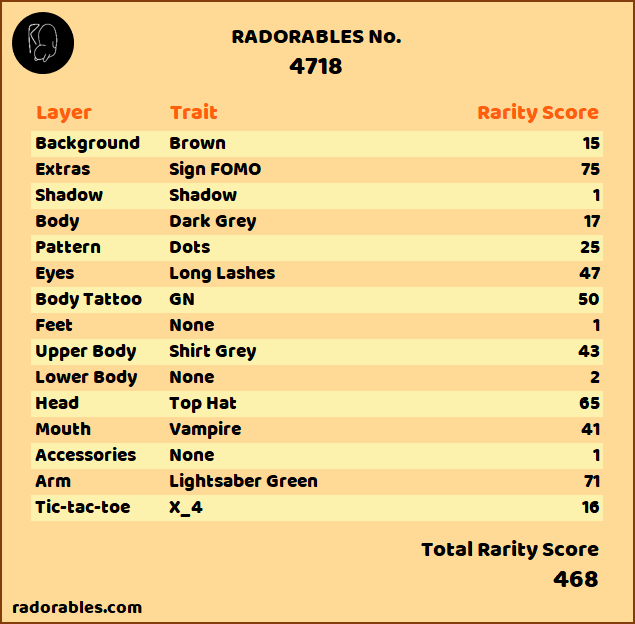 RADORABLES No.
4718
Layer Trait Rarity Score
Background Brown 15
Extras Sign FOMO 75
Shadow Shadow 1
Body Dark Grey 17
Pattern Dots 25
Eyes Long Lashes 47
Body Tattoo GN 50
Feet None 1
Upper Body Shirt Grey 43
Lower Body None 2
Head Top Hat 65
Mouth Vampire 41
Accessories None 1
Arm Lightsaber Green 71
Tic-tac-toe X_4 16
Total Rarity Score
468
radorables.com